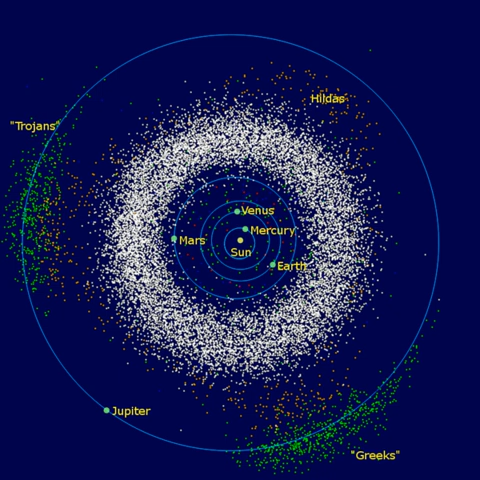 Hildas
"Trojans"
Venus
Mercury
Mars
Sun
Earth
Jupiter
"Greeks"